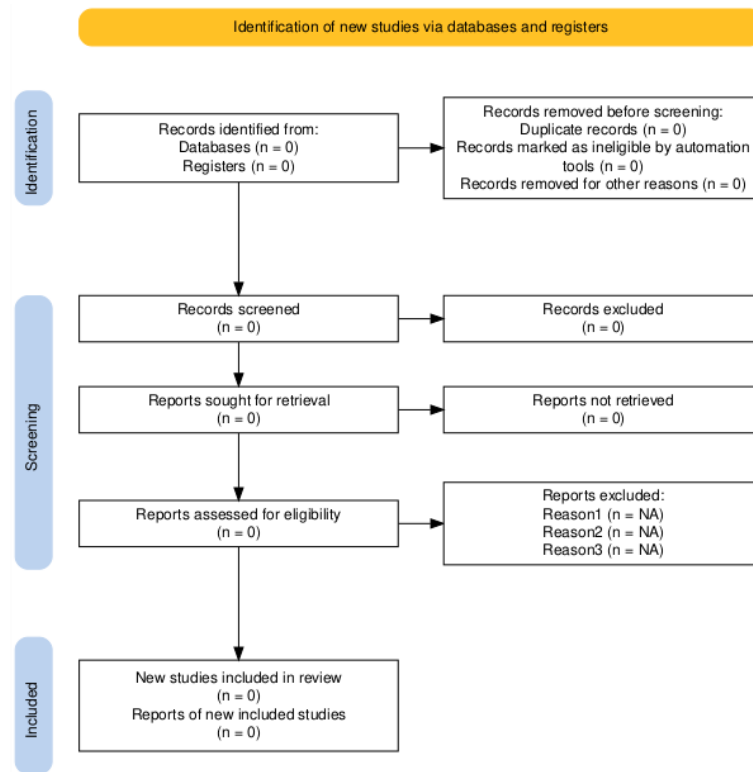 Identification of new studies via databases and registers
Identification
Records identified from:
Databases (n = 0)
Registers (n = 0)
Records removed before screening:
Duplicate records (n = 0)
Records marked as ineligible by automation
tools (n = 0)
Records removed for other reasons (n = 0)
Screening
Records screened
(n = 0)
Records excluded
(n = 0)
Reports sought for retrieval
(n = 0)
Reports not retrieved
(n = 0)
Reports assessed for eligibility
(n = 0)
Reports excluded:
Reason1 (n = NA)
Reason2 (n = NA)
Reason3 (n = NA)
Included
New studies included in review
(n = 0)
Reports of new included studies
(n = 0)